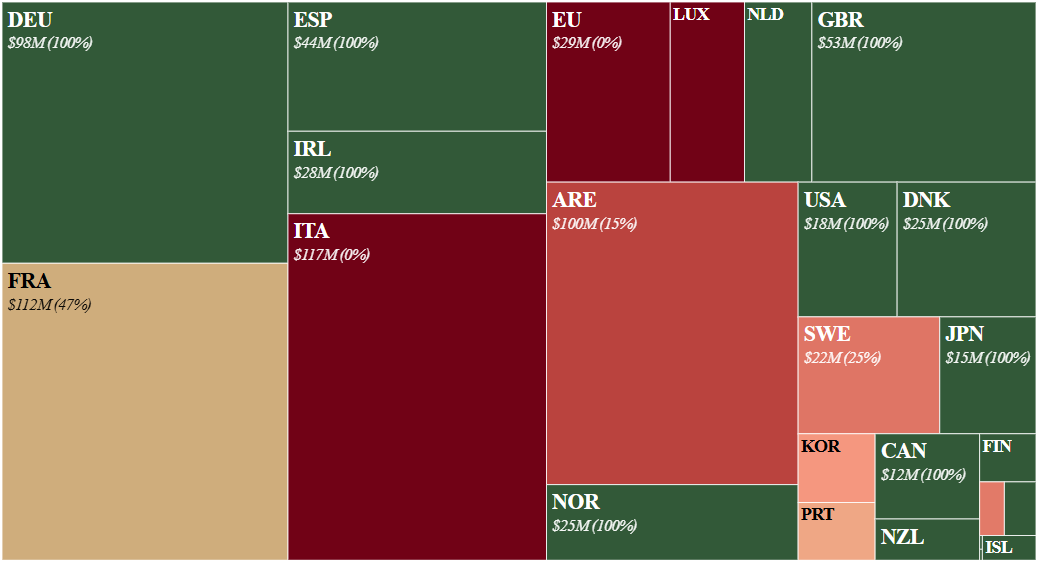 DEU
$98M (100%)
FRA
$112M (47%)
ESP
$44M (100%)
IRL
$28M (100%)
ITA
$117M (0%)
EU
$29M (0%)
LUX
NLD
GBR
$53M (100%)
ARE
$100M (15%)
NOR
$25M (100%)
USA
$18M (100%)
DNK
$25M (100%)
SWE
$22M (25%)
JPN
$15M (100%)
KOR
PRT
CAN
$12M (100%)
NZL
FIN
ISL